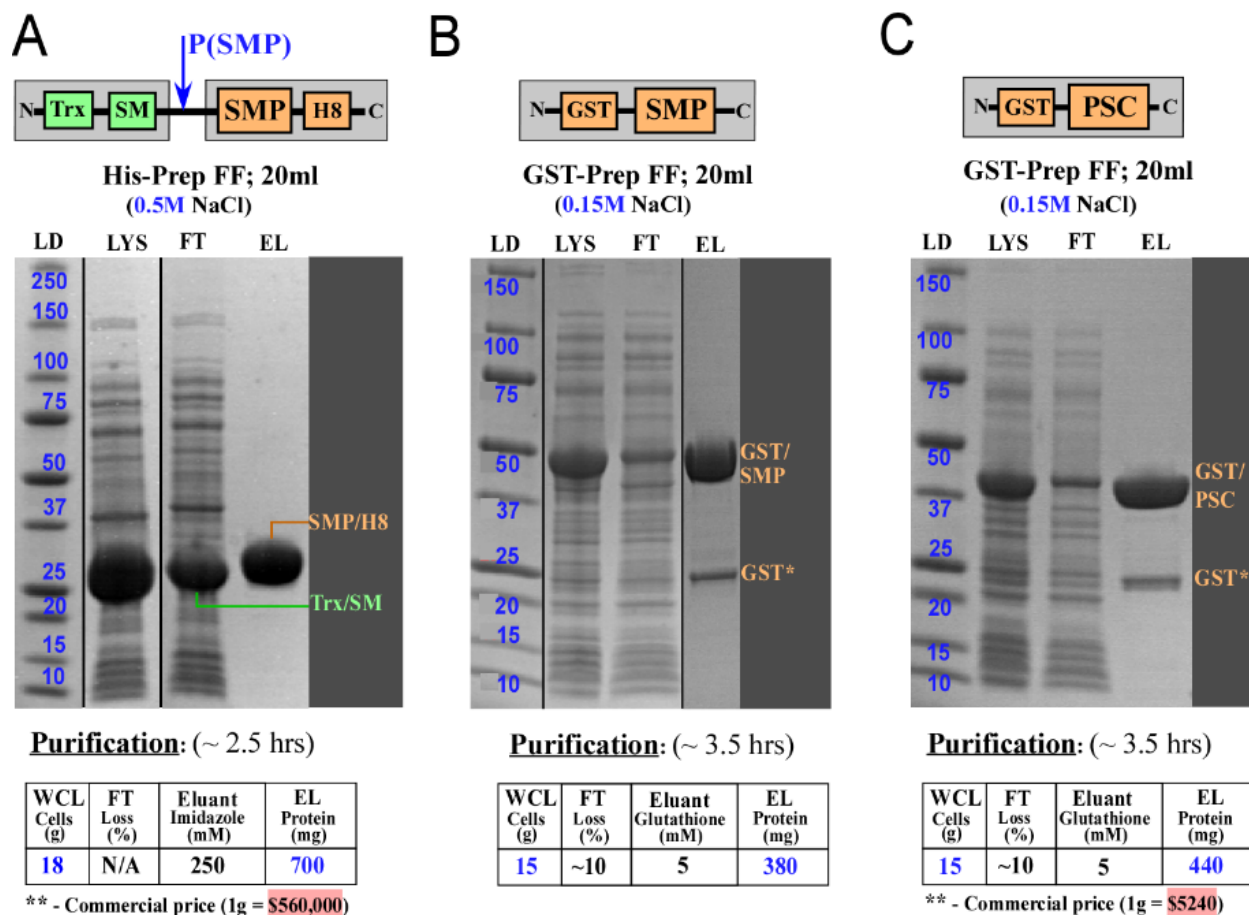 A
P(SMP)
N Trx SM SMP H8 C
His-Prep FF; 20ml
(0.5M NaCl)
LD LYS FT EL
250
150
100
75
50
37
25
20
15
10
SMP/H8
Trx/SM
Purification: (~ 2.5 hrs)
WCL Cells (g) FT Loss (%) Eluant Imidazole (mM) EL Protein (mg)
18 N/A 250 700
** - Commercial price (1g = $560,000)
B
N GST SMP C
GST-Prep FF; 20ml
(0.15M NaCl)
LD LYS FT EL
150
100
75
50
37
25
20
15
10
GST/
SMP
GST*
Purification: (~ 3.5 hrs)
WCL Cells (g) FT Loss (%) Eluant Glutathione (mM) EL Protein (mg)
15 ~10 5 380
C
N GST PSC C
GST-Prep FF; 20ml
(0.15M NaCl)
LD LYS FT EL
150
100
75
50
37
25
20
15
10
GST/
PSC
GST*
Purification: (~ 3.5 hrs)
WCL Cells (g) FT Loss (%) Eluant Glutathione (mM) EL Protein (mg)
15 ~10 5 440
** - Commercial price (1g = $5240)